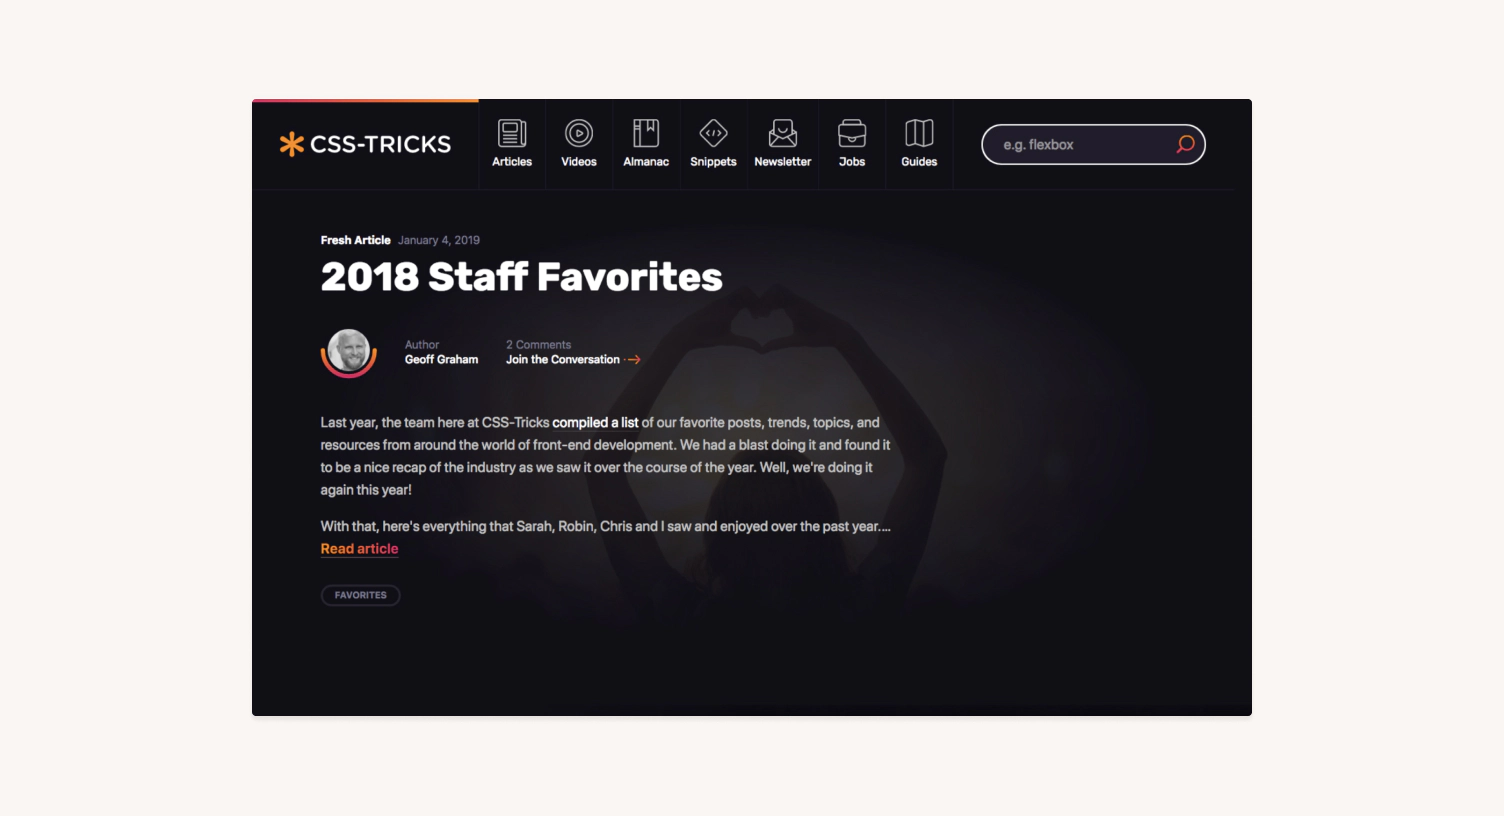 CSS-TRICKS
Articles
Videos
Almanac
Snippets
Newsletter
Jobs
Guides
e.g. flexbox
Fresh Article January 4, 2019
2018 Staff Favorites
Author
Geoff Graham
2 Comments
Join the Conversation
Last year, the team here at CSS-Tricks compiled a list of our favorite posts, trends, topics, and
resources from around the world of front-end development. We had a blast doing it and found it
to be a nice recap of the industry as we saw it over the course of the year. Well, we're doing it
again this year!
With that, here's everything that Sarah, Robin, Chris and I saw and enjoyed over the past year....
Read article
FAVORITES